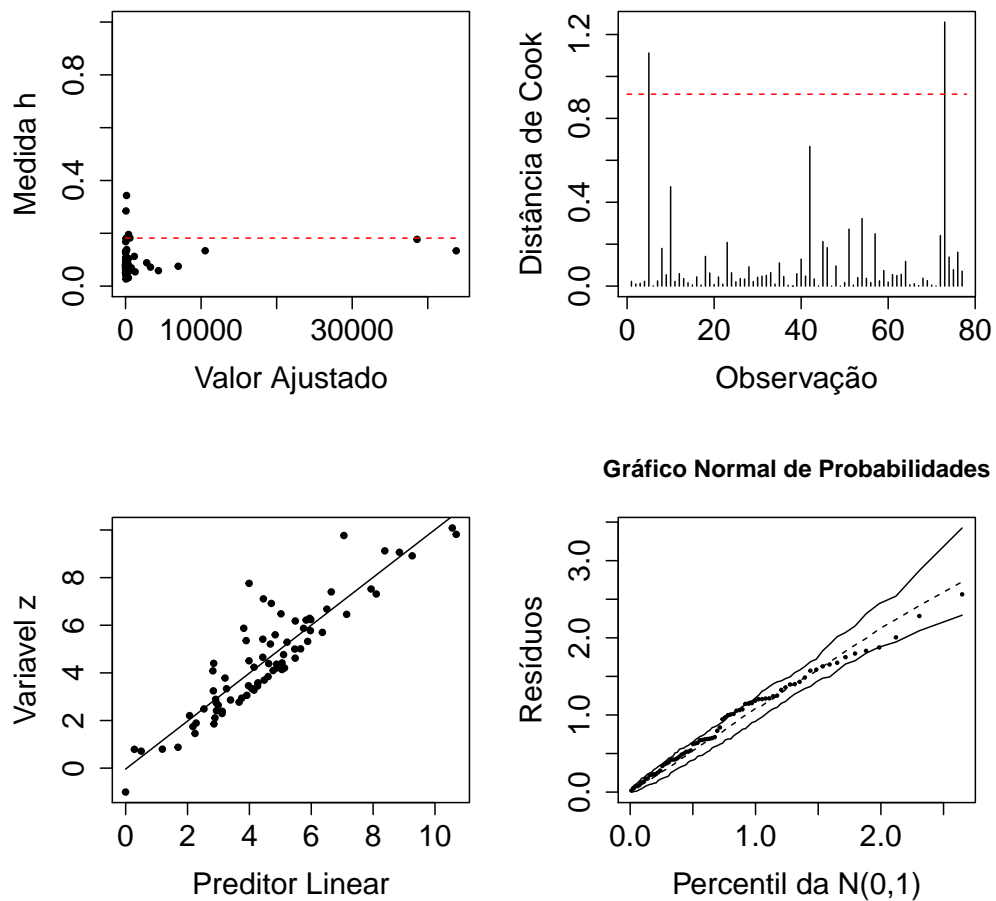 Medida h
0.0 0.4 0.8
0 10000 30000
Valor Ajustado
Distância de Cook
0.0 0.4 0.8 1.2
0 20 40 60 80
Observação
Variavel z
0 2 4 6 8
0 2 4 6 8 10
Preditor Linear
Gráfico Normal de Probabilidades
Resíduos
0.0 1.0 2.0 3.0
0.0 1.0 2.0
Percentil da N(0,1)